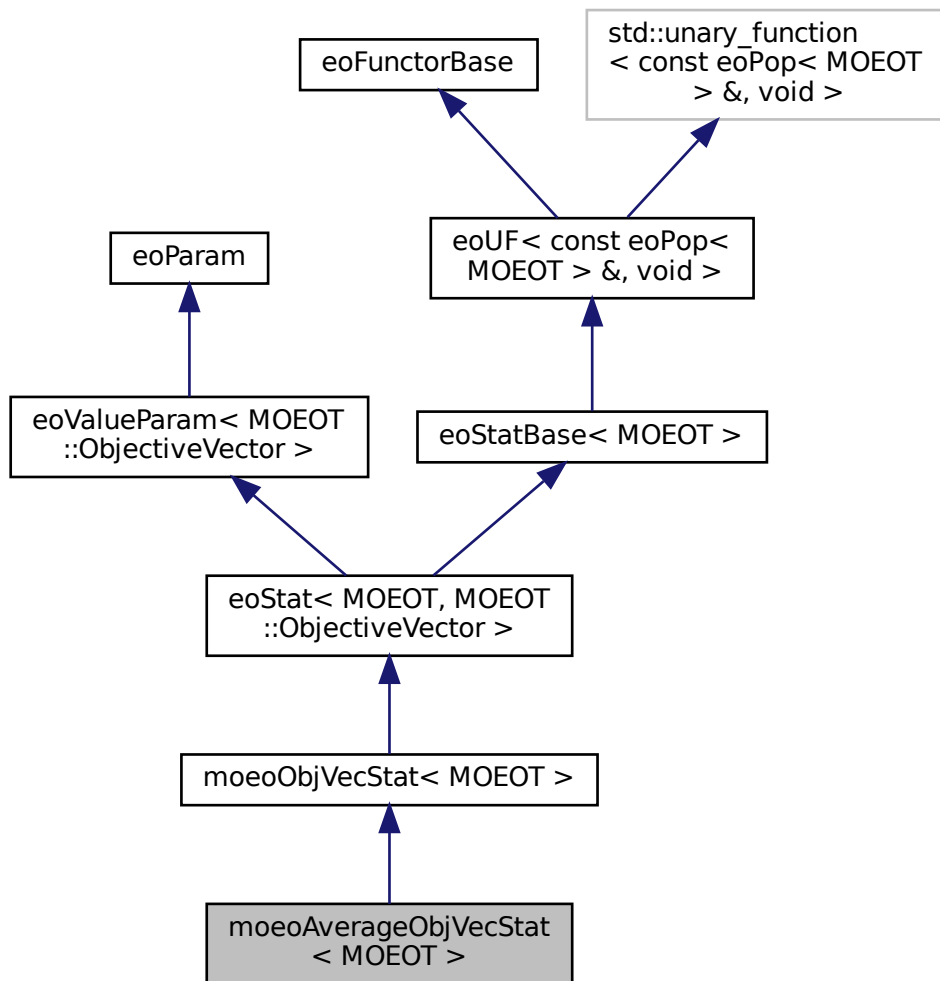 std::unary_function
< const eoPop< MOEOT
> &, void >
eoFunctorBase
eoUF< const eoPop<
MOEOT > &, void >
eoParam
eoValueParam< MOEOT
::ObjectiveVector >
eoStatBase< MOEOT >
eoStat< MOEOT, MOEOT
::ObjectiveVector >
moeoObjVecStat< MOEOT >
moeoAverageObjVecStat
< MOEOT >